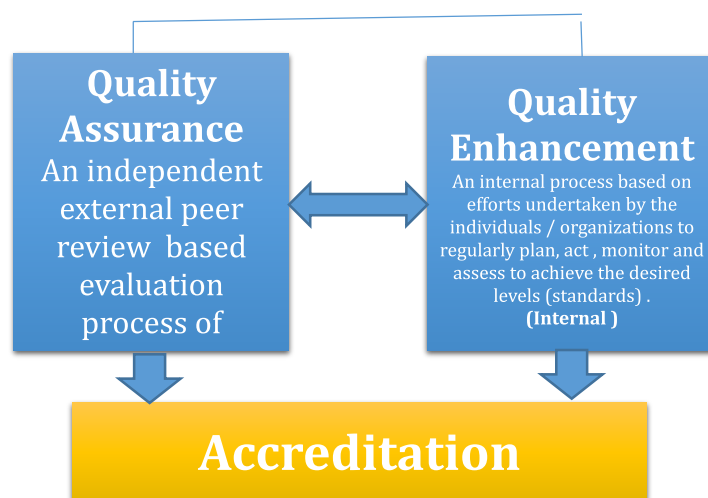 Quality
Assurance
An independent
external peer
review based
evaluation
process of
Quality
Enhancement
An internal process based on
efforts undertaken by the
individuals / organizations to
regularly plan, act , monitor and
assess to achieve the desired
levels (standards) .
(Internal )
Accreditation